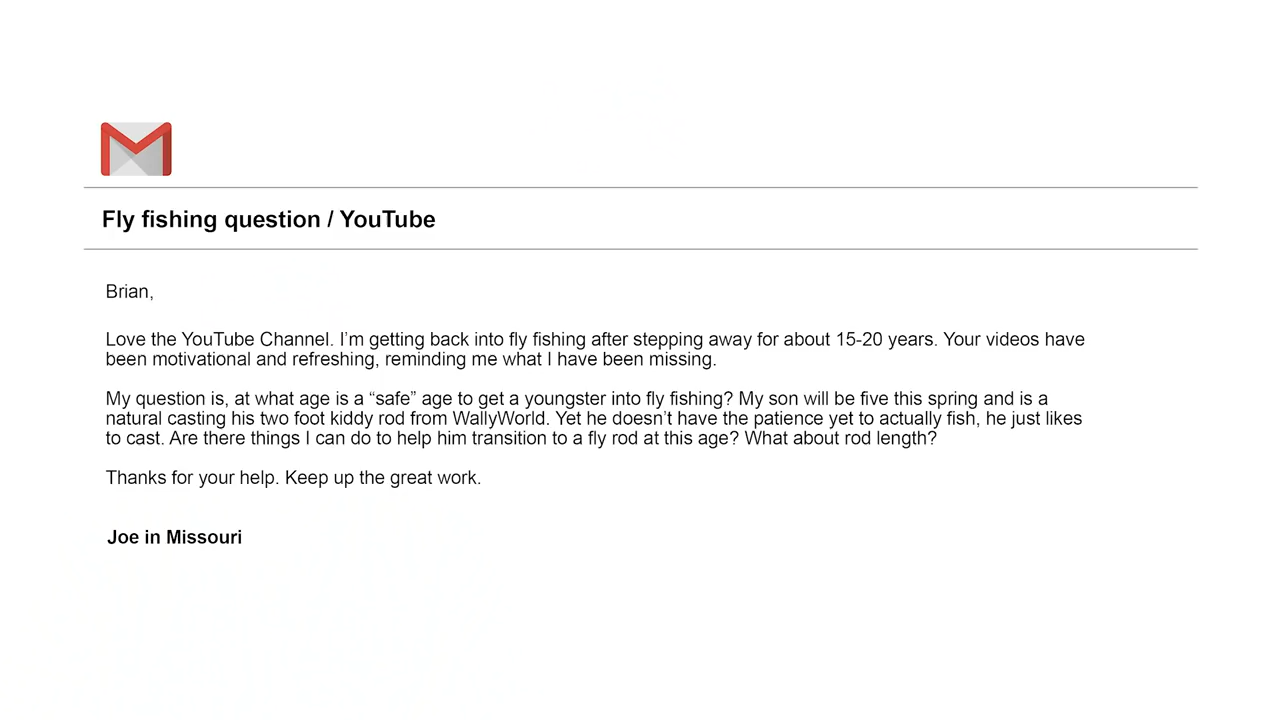 Fly fishing question / YouTube
Brian,
Love the YouTube Channel. I’m getting back into fly fishing after stepping away for about 15-20 years. Your videos have
been motivational and refreshing, reminding me what I have been missing.
My question is, at what age is a “safe” age to get a youngster into fly fishing? My son will be five this spring and is a
natural casting his two foot kiddy rod from WallyWorld. Yet he doesn’t have the patience yet to actually fish, he just likes
to cast. Are there things I can do to help him transition to a fly rod at this age? What about rod length?
Thanks for your help. Keep up the great work.
Joe in Missouri